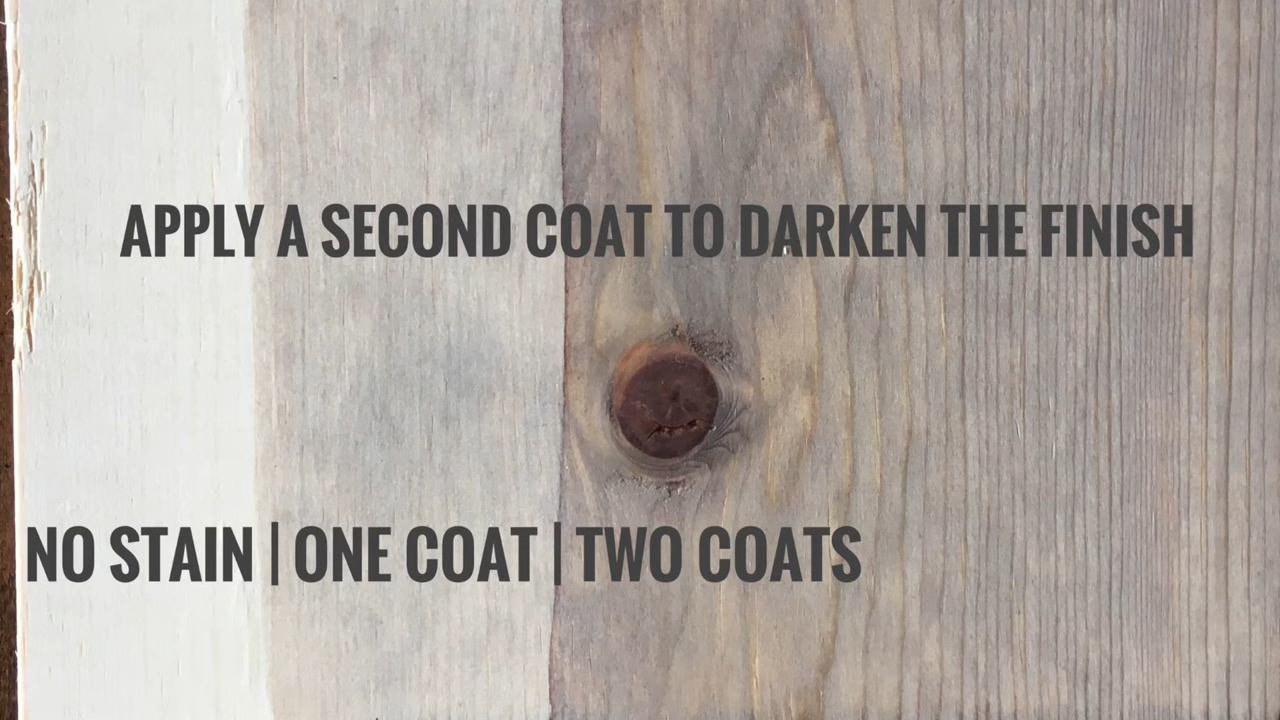 APPLY A SECOND COAT TO DARKEN THE FINISH
NO STAIN | ONE COAT | TWO COATS